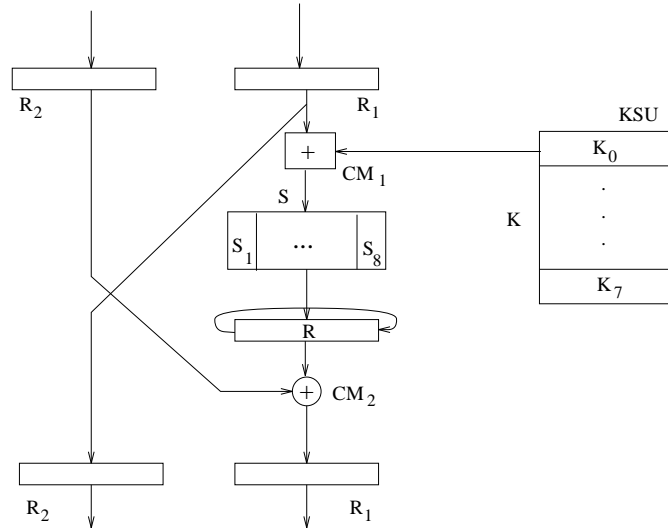 R2
R1
KSU
+
K0
CM1
S
S1
...
S8
K
.
.
.
K7
R
+
CM2
R2
R1